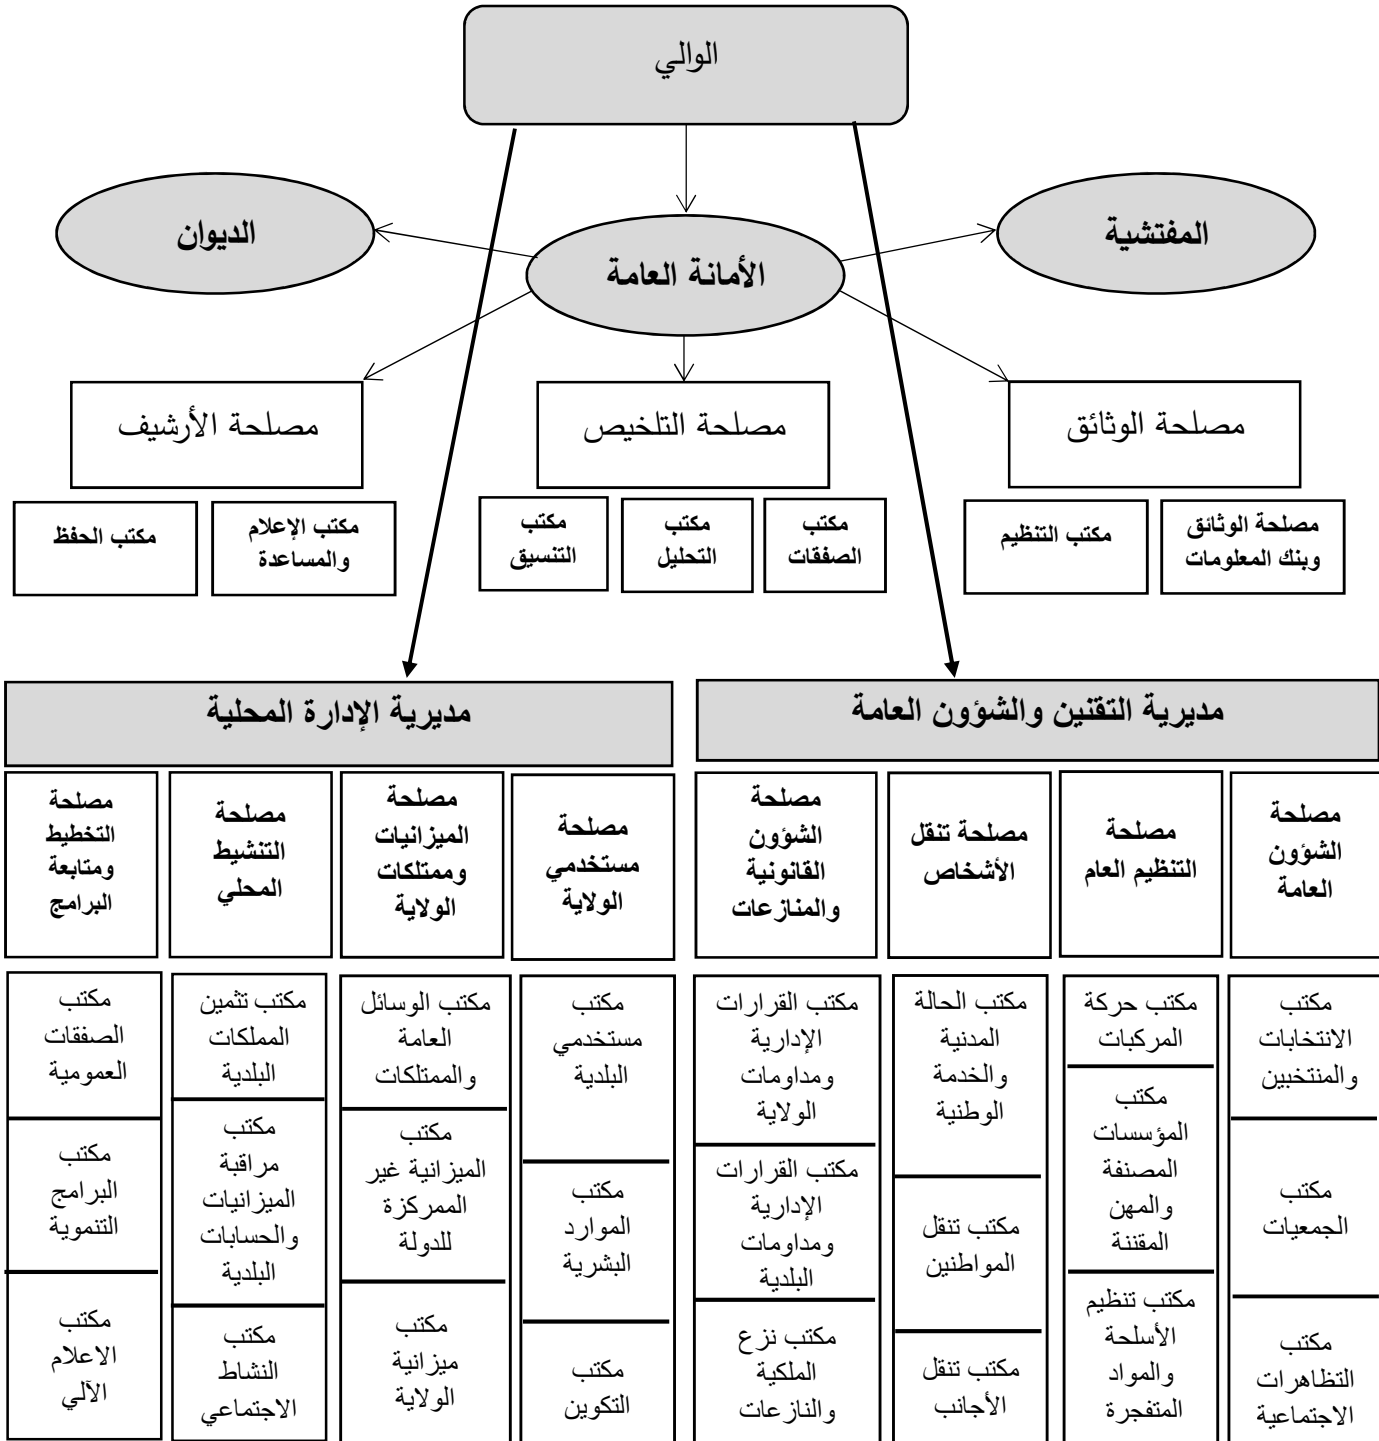 الوالي
المفتشية
الأمانة العامة
الديوان
مصلحة الوثائق
مصلحة التلخيص
مصلحة الأرشيف
مصلحة الوثائق
وبنك المعلومات
مكتب التنظيم
مكتب
الصفقات
مكتب
التحليل
مكتب
التنسيق
مكتب الإعلام
والمساعدة
مكتب الحفظ
مديرية التقنين والشؤون العامة
مديرية الإدارة المحلية
مصلحة
الشؤون
العامة
مصلحة
التنظيم العام
مصلحة تنقل
الأشخاص
مصلحة
الشؤون
القانونية
والمنازعات
مصلحة
مستخدمي
الولاية
مصلحة
الميزانيات
وممتلكات
الولاية
مصلحة
التنشيط
المحلي
مصلحة
التخطيط
ومتابعة
البرامج
مكتب
الانتخابات
والمنتخبين
مكتب
الجمعيات
مكتب
التظاهرات
الاجتماعية
مكتب حركة
المركبات
مكتب
المؤسسات
المصنفة
والمهن
المقننة
مكتب تنظيم
الأسلحة
والمواد
المتفجرة
مكتب الحالة
المدنية
والخدمة
الوطنية
مكتب تنقل
المواطنين
مكتب تنقل
الأجانب
مكتب القرارات
الإدارية
ومداومات
الولاية
مكتب القرارات
الإدارية
ومداومات
البلدية
مكتب نزع
الملكية
والنازعات
مكتب
مستخدمي
البلدية
مكتب
الموارد
البشرية
مكتب
التكوين
مكتب الوسائل
العامة
والممتلكات
مكتب
الميزانية غير
الممركزة
للدولة
مكتب
ميزانية
الولاية
مكتب تثمين
المملكات
البلدية
مكتب
مراقبة
الميزانيات
والحسابات
البلدية
مكتب
النشاط
الاجتماعي
مكتب
الصفقات
العمومية
مكتب
البرامج
التنموية
مكتب
الاعلام
الآلي